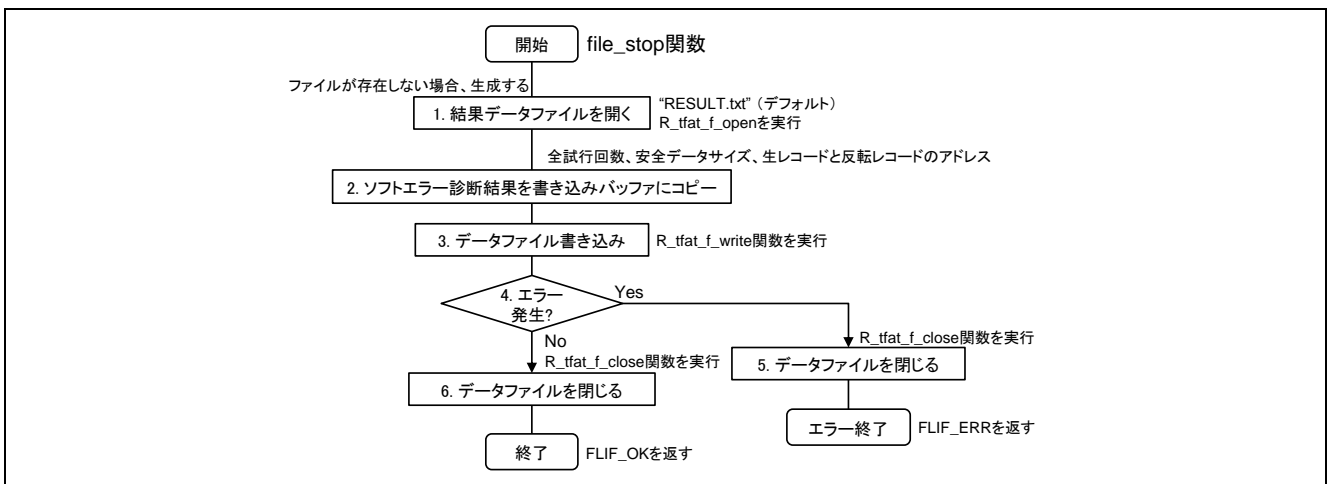 開始
file_stop関数
ファイルが存在しない場合、生成する
1. 結果データファイルを開く
“RESULT.txt”（デフォルト）
R_tfat_f_openを実行
全試行回数、安全データサイズ、生レコードと反転レコードのアドレス
2. ソフトエラー診断結果を書き込みバッファにコピー
3. データファイル書き込み
R_tfat_f_write関数を実行
4. エラー
発生?
Yes
No
R_tfat_f_close関数を実行
R_tfat_f_close関数を実行
5. データファイルを閉じる
6. データファイルを閉じる
エラー終了
FLIF_ERRを返す
終了
FLIF_OKを返す